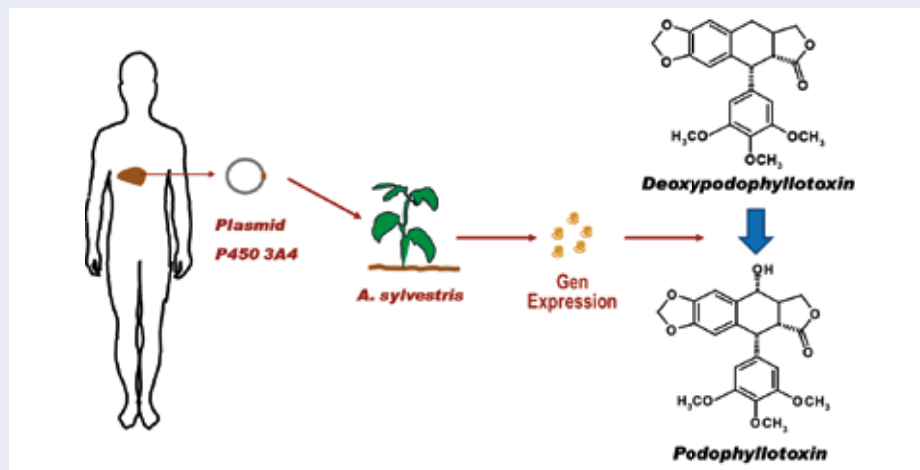 Plasmid
P450 3A4
A. sylvestris
Gen
Expression
O
O
O
O
H₃CO
OCH₃
OCH₃
Deoxypodophyllotoxin
OH
O
O
O
O
H₃CO
OCH₃
OCH₃
Podophyllotoxin